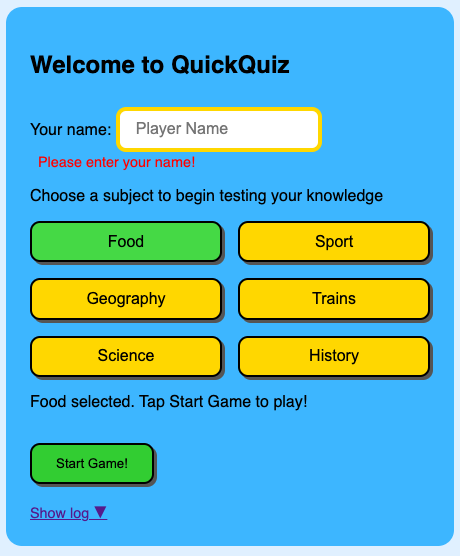 Welcome to QuickQuiz
Your name: Player Name
Please enter your name!
Choose a subject to begin testing your knowledge
Food Sport
Geography Trains
Science History
Food selected. Tap Start Game to play!
Start Game!
Show log ▼